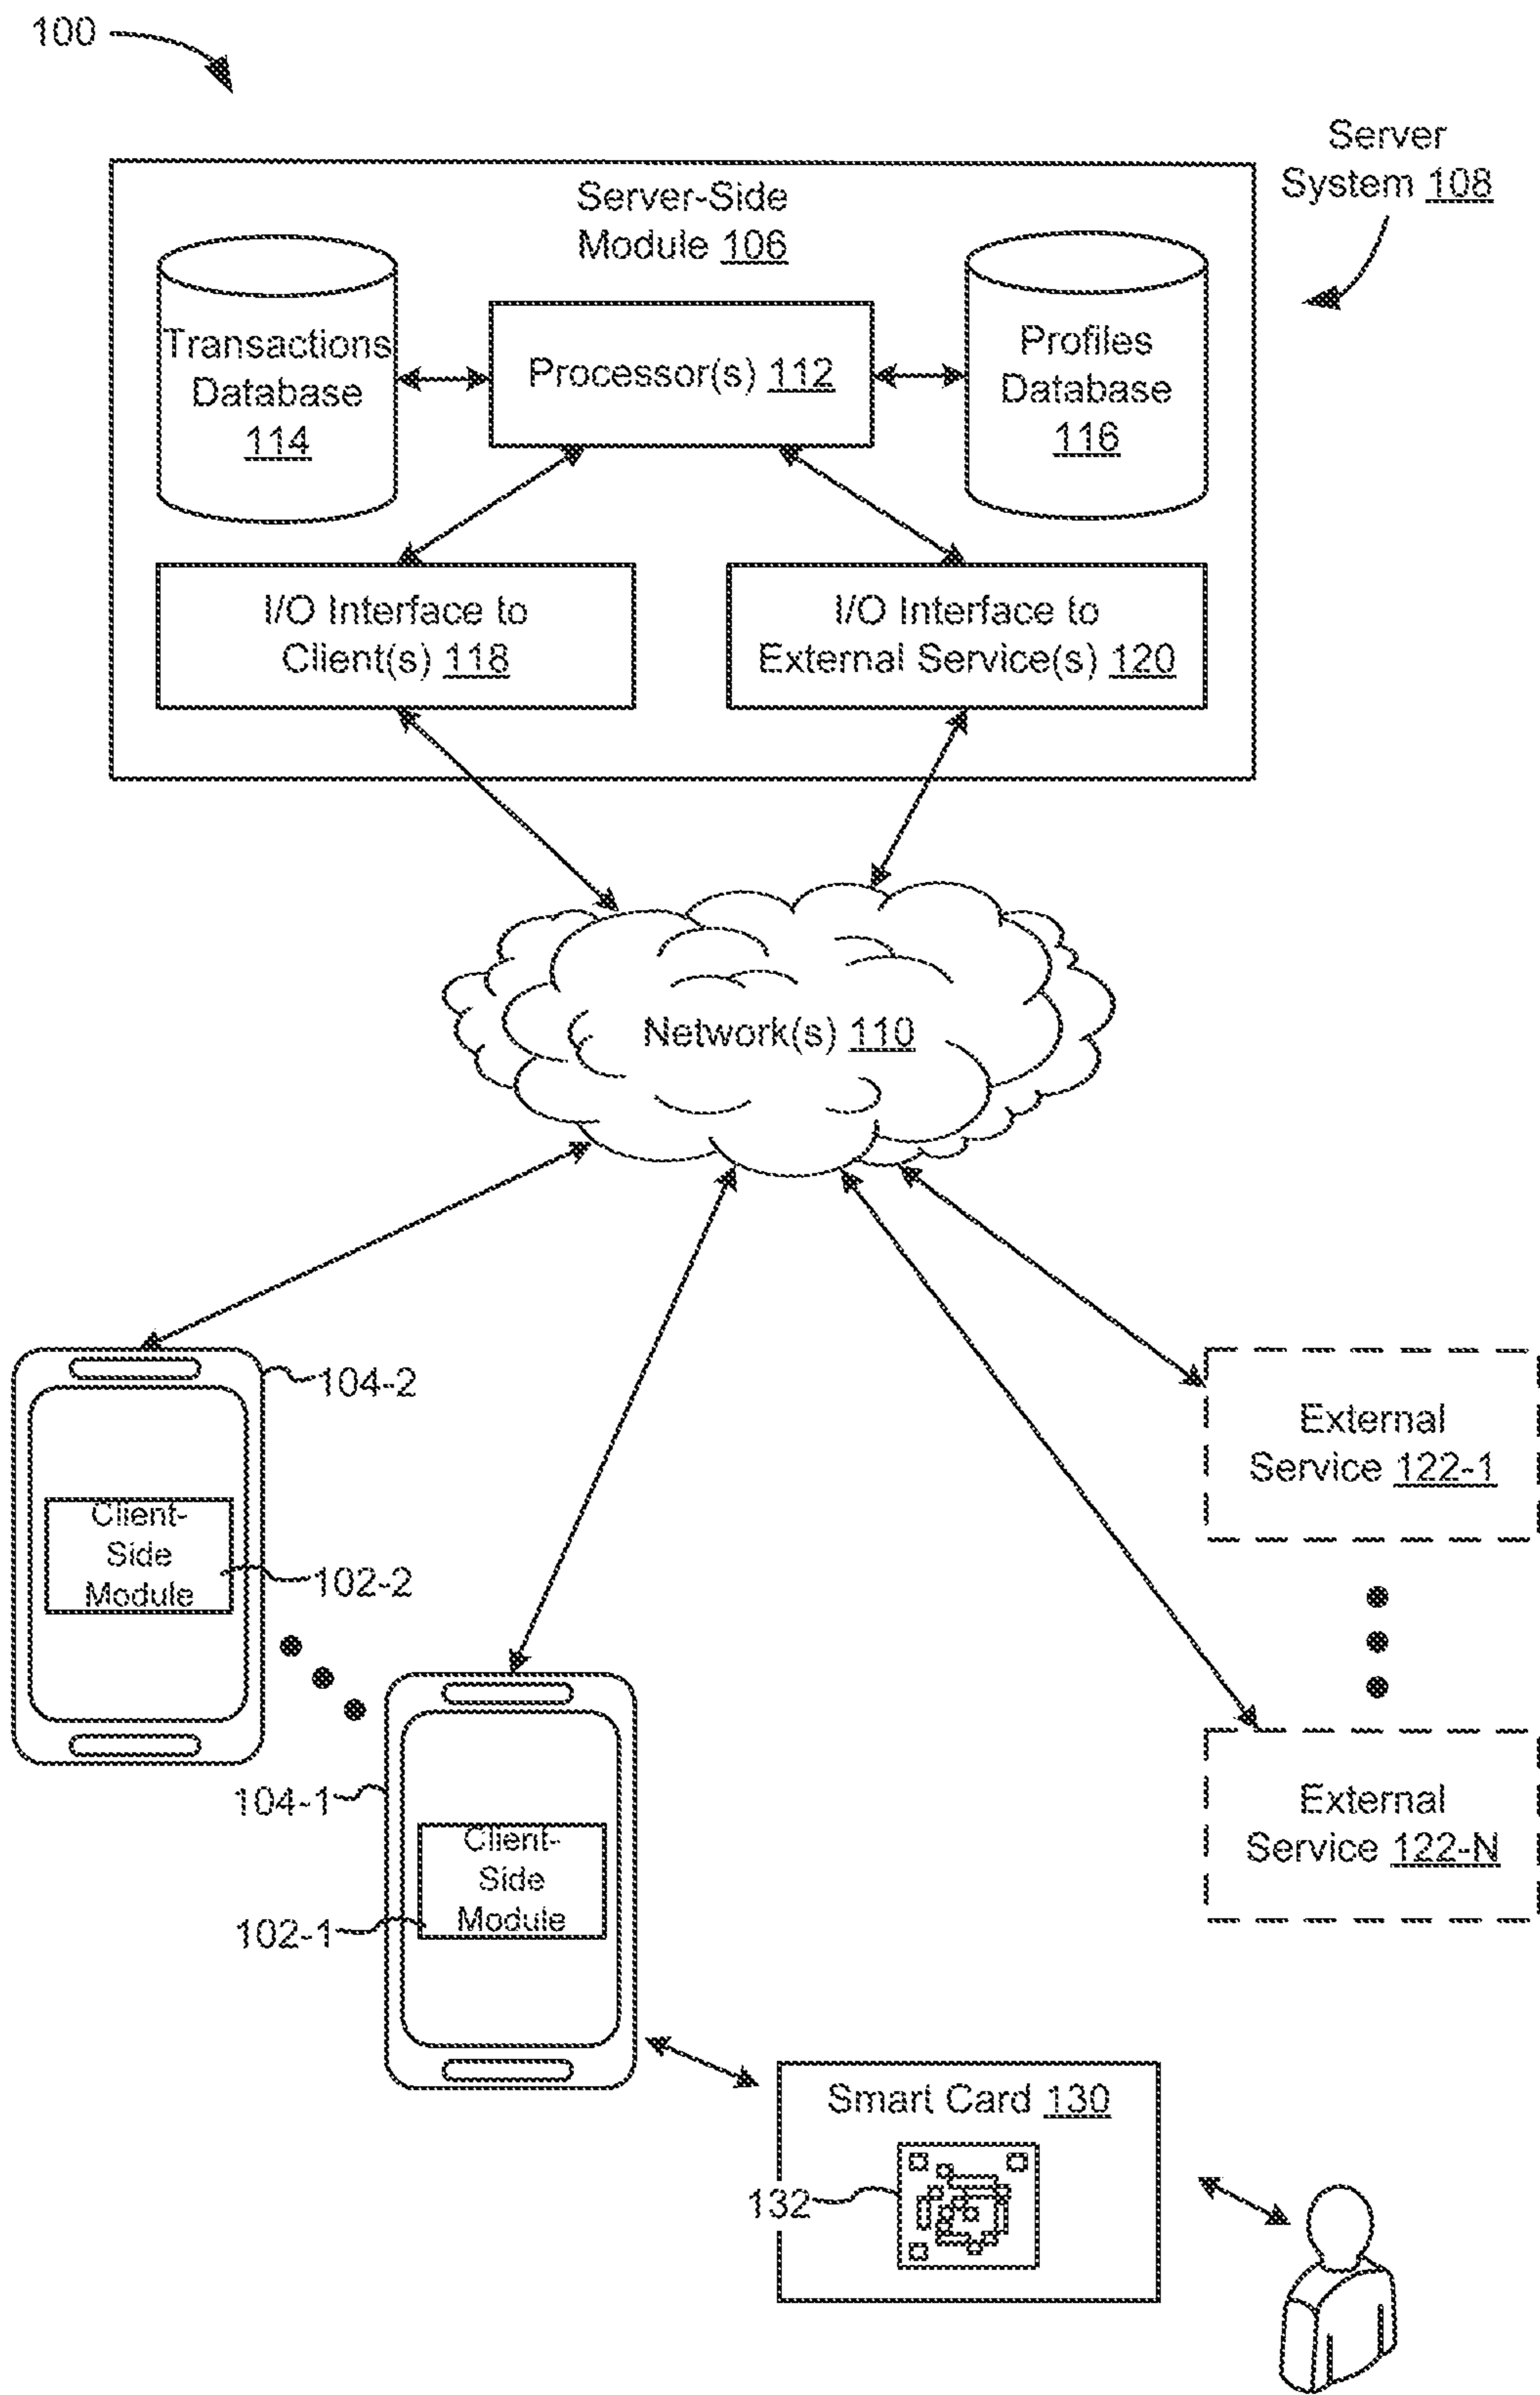 100
Server
System 108
Server-Side
Module 106
Transactions
Database
114
Processor(s) 112
Profiles
Database
116
I/O Interface to
Client(s) 118
I/O Interface to
External Service(s) 120
Network(s) 110
104-2
Client-
Side
Module
102-2
External
Service 122-1
104-1
Client-
Side
Module
102-1
External
Service 122-N
Smart Card 130
132